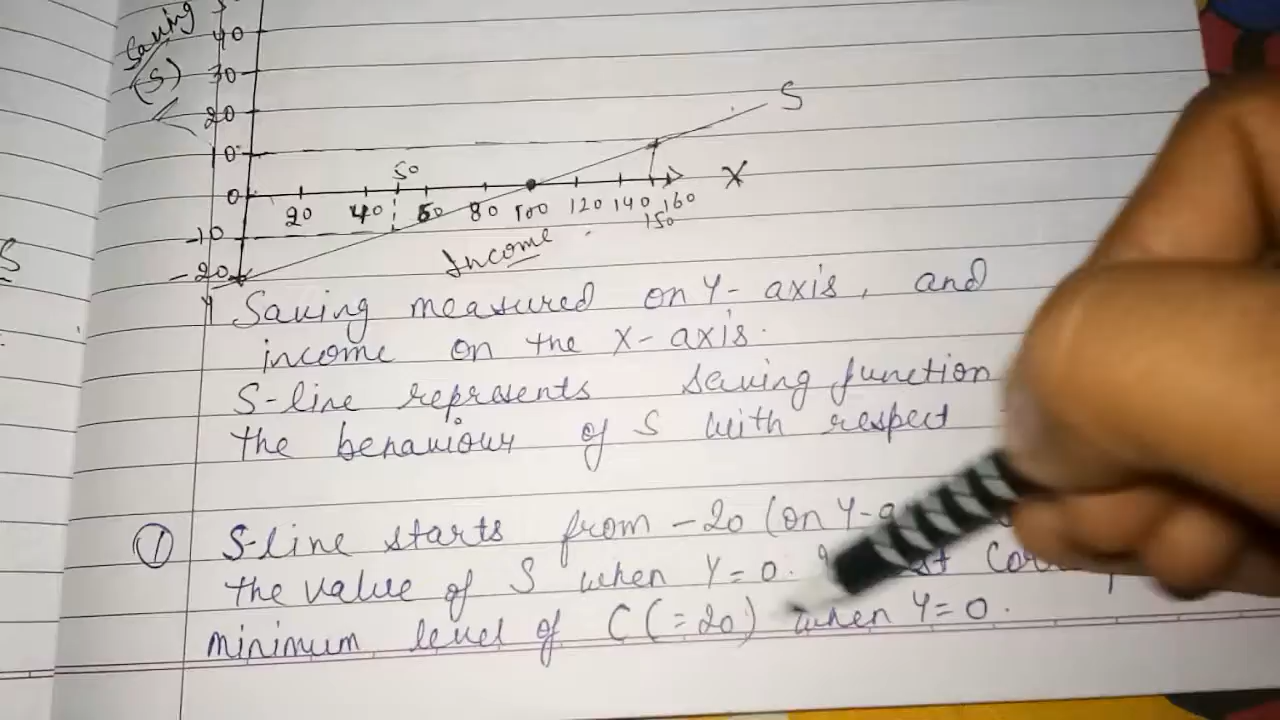 Saving
(S)
40
30
20
10
0
-10
-20
50
20 40 60 80 100 120 140 160
150
S
X
Income
Y
S
Saving measured on Y-axis, and
income on the X-axis.
S-line represents Saving function
the behaviour of S with respect
① S-line starts from -20 (on Y-a
the value of S when Y=0.
minimum level of C (=20) when Y=0.